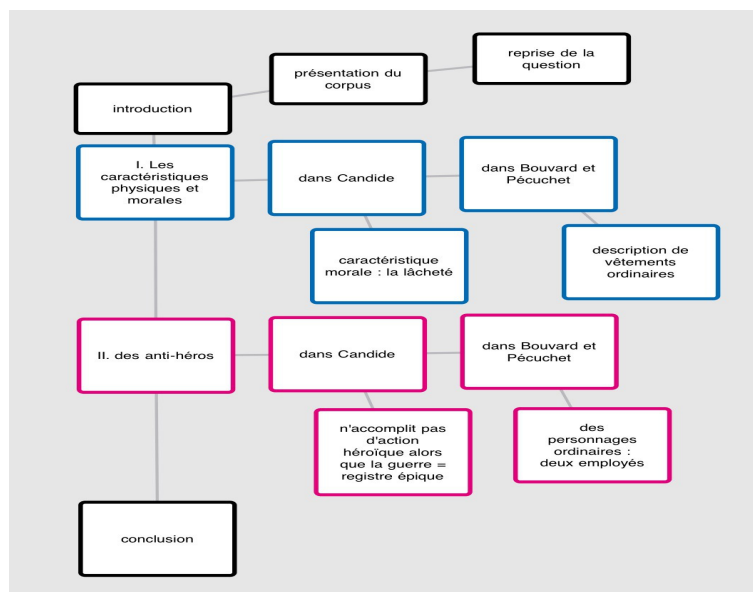 introduction
présentation du
corpus
reprise de la
question
I. Les
caractéristiques
physiques et
morales
dans Candide
dans Bouvard et
Pécuchet
caractéristique
morale : la lâcheté
description de
vêtements
ordinaires
II. des anti-héros
dans Candide
dans Bouvard et
Pécuchet
n'accomplit pas
d'action
héroïque alors
que la guerre =
registre épique
des
personnages
ordinaires :
deux employés
conclusion